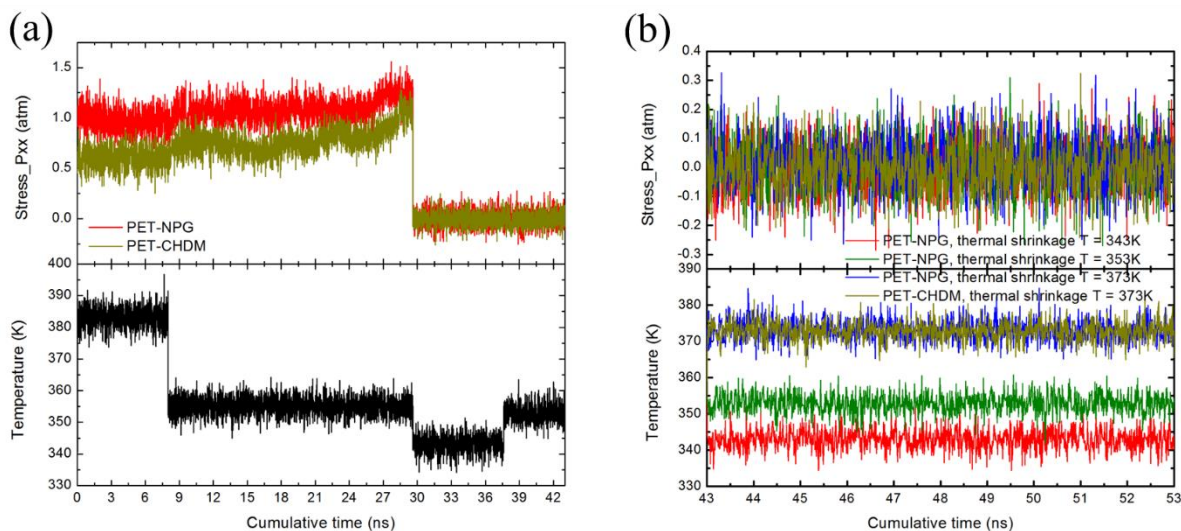 (a)
Stress_Pxx (atm)
1.5
1.0
0.5
0.0
PET-NPG
PET-CHDM
400
390
380
370
360
350
340
330
Temperature (K)
0 3 6 9 12 15 18 21 24 27 30 33 36 39 42
Cumulative time (ns)
(b)
Stress_Pxx (atm)
0.4
0.3
0.2
0.1
0.0
-0.1
-0.2
-0.3
PET-NPG, thermal shrinkage T = 343K
PET-NPG, thermal shrinkage T = 353K
PET-NPG, thermal shrinkage T = 373K
PET-CHDM, thermal shrinkage T = 373K
390
380
370
360
350
340
330
Temperature (K)
43 44 45 46 47 48 49 50 51 52 53
Cumulative time (ns)